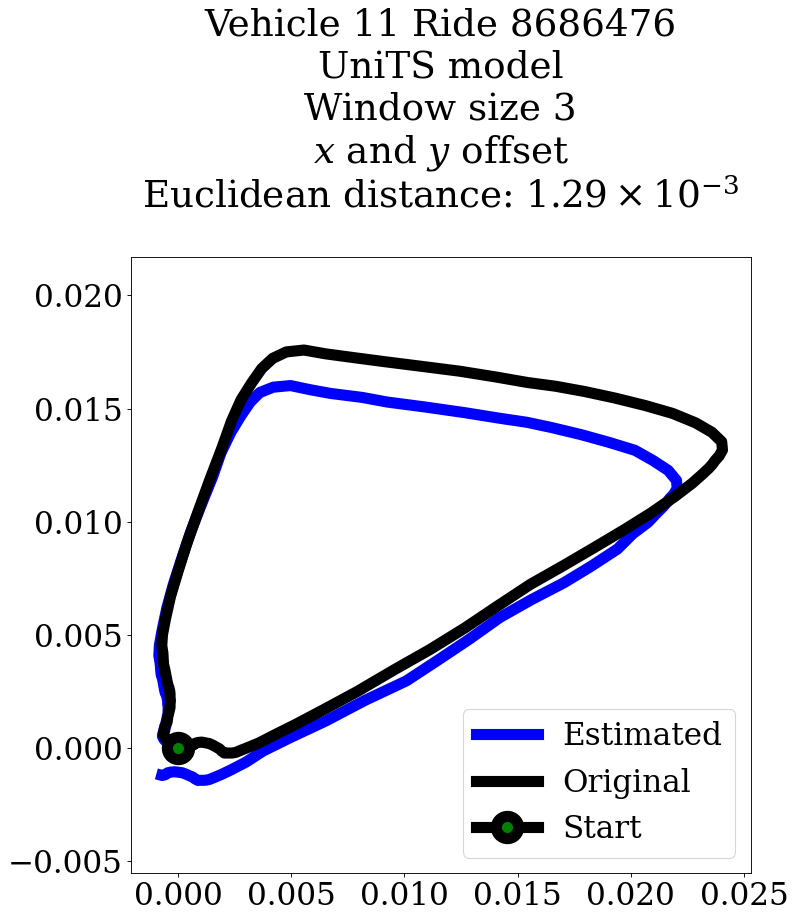 Vehicle 11 Ride 8686476
UniTS model
Window size 3
x and y offset
Euclidean distance: 1.29 × 10⁻³
0.020
0.015
0.010
0.005
0.000
−0.005
Estimated
Original
Start
0.000 0.005 0.010 0.015 0.020 0.025